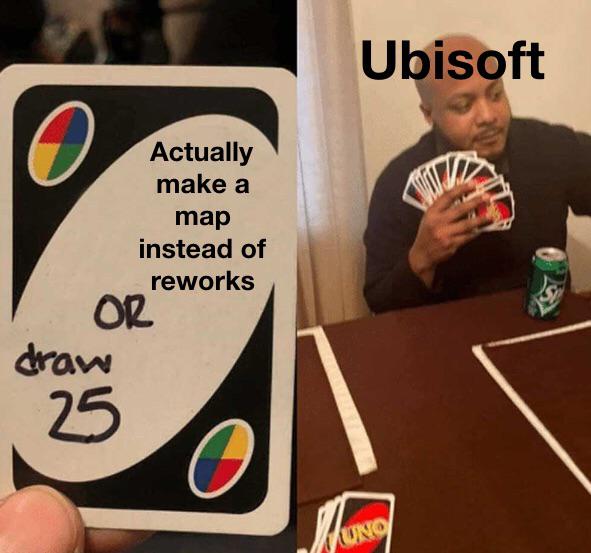 Actually
make a
map
instead of
reworks
OR
draw
25
Ubisoft
UNO